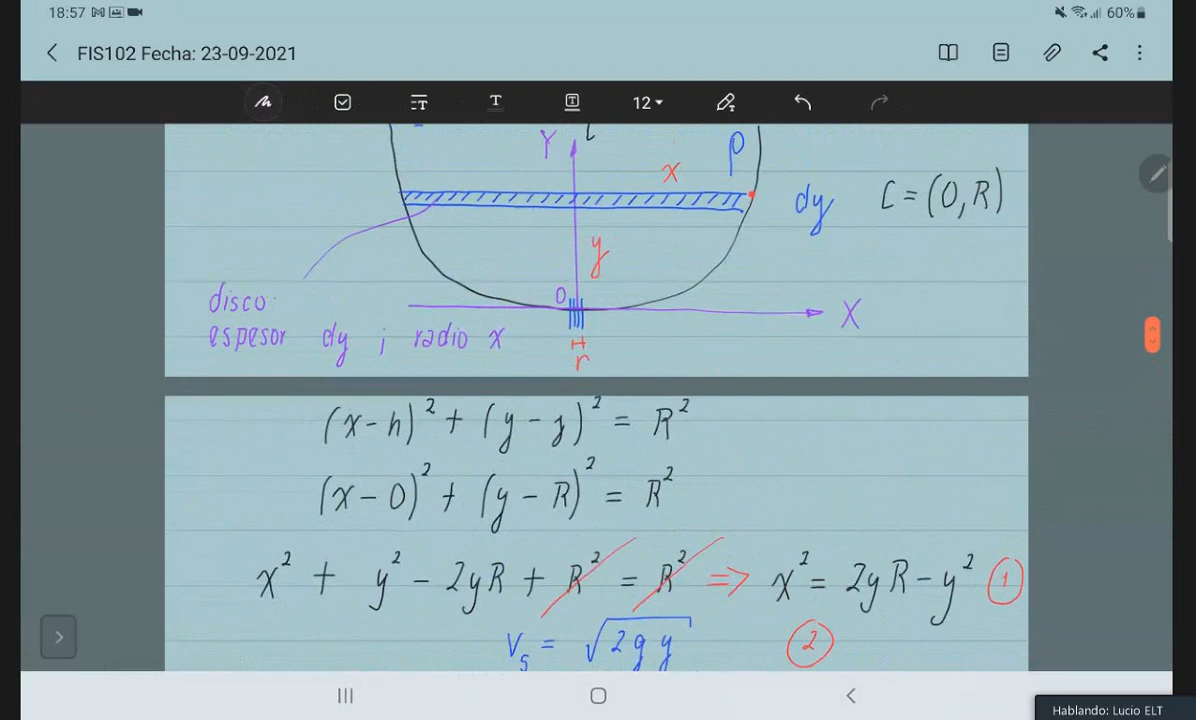 18:57 60%
FIS102 Fecha: 23-09-2021
T T T 12
Y
x P dy C = (0,R)
y
0 X
disco
espesor dy ; radio x
r
(x-h)² + (y-y)² = R²
(x-0)² + (y-R)² = R²
x² + y² - 2yR + R² = R² => x² = 2yR - y² 1
Vs = √2gy 2
Hablando: Lucio ELT